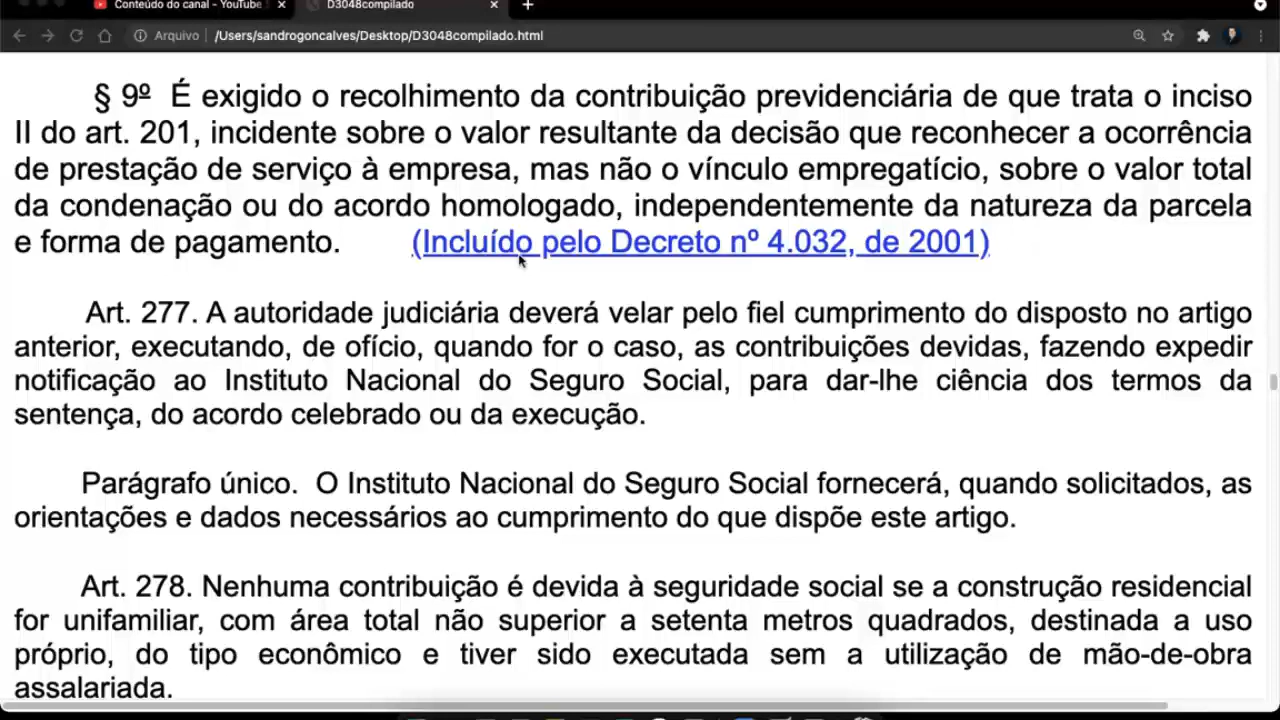 Conteúdo do canal - YouTube
D3048compilado
Arquivo | /Users/sandrogoncalves/Desktop/D3048compilado.html
§ 9º É exigido o recolhimento da contribuição previdenciária de que trata o inciso
II do art. 201, incidente sobre o valor resultante da decisão que reconhecer a ocorrência
de prestação de serviço à empresa, mas não o vínculo empregatício, sobre o valor total
da condenação ou do acordo homologado, independentemente da natureza da parcela
e forma de pagamento. (Incluído pelo Decreto nº 4.032, de 2001)
Art. 277. A autoridade judiciária deverá velar pelo fiel cumprimento do disposto no artigo
anterior, executando, de ofício, quando for o caso, as contribuições devidas, fazendo expedir
notificação ao Instituto Nacional do Seguro Social, para dar-lhe ciência dos termos da
sentença, do acordo celebrado ou da execução.
Parágrafo único. O Instituto Nacional do Seguro Social fornecerá, quando solicitados, as
orientações e dados necessários ao cumprimento do que dispõe este artigo.
Art. 278. Nenhuma contribuição é devida à seguridade social se a construção residencial
for unifamiliar, com área total não superior a setenta metros quadrados, destinada a uso
próprio, do tipo econômico e tiver sido executada sem a utilização de mão-de-obra
assalariada.